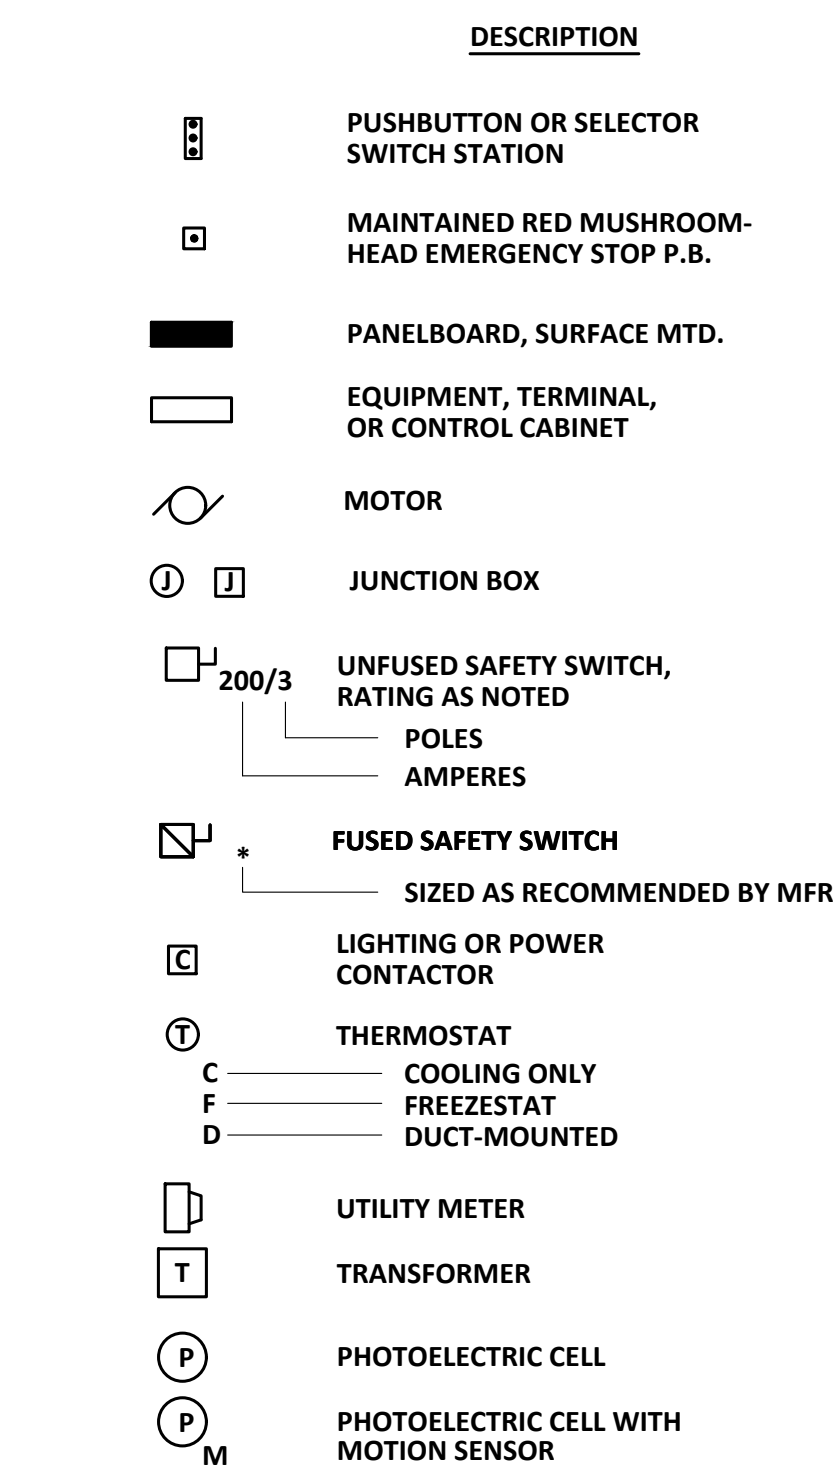 DESCRIPTION
PUSHBUTTON OR SELECTOR
SWITCH STATION
MAINTAINED RED MUSHROOM-
HEAD EMERGENCY STOP P.B.
PANELBOARD, SURFACE MTD.
EQUIPMENT, TERMINAL,
OR CONTROL CABINET
MOTOR
J J JUNCTION BOX
200/3 UNFUSED SAFETY SWITCH,
RATING AS NOTED
POLES
AMPERES
* FUSED SAFETY SWITCH
SIZED AS RECOMMENDED BY MFR
C LIGHTING OR POWER
CONTACTOR
T THERMOSTAT
C COOLING ONLY
F FREEZESTAT
D DUCT-MOUNTED
UTILITY METER
T TRANSFORMER
P PHOTOELECTRIC CELL
P PHOTOELECTRIC CELL WITH
M MOTION SENSOR